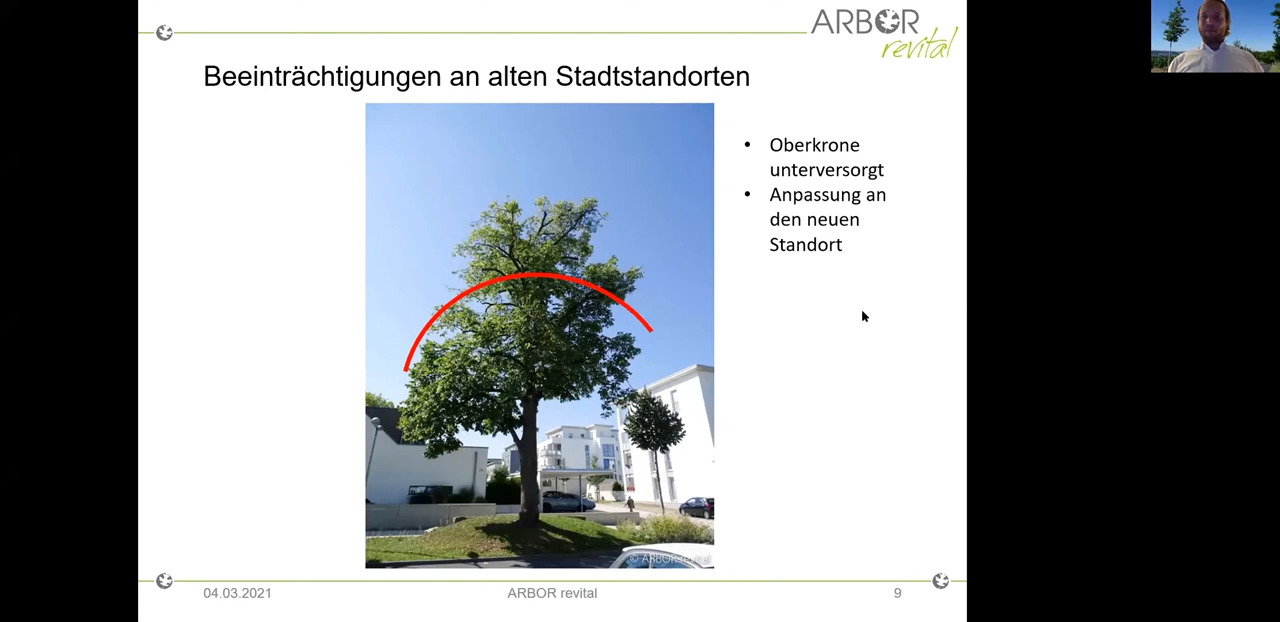 ARBOR
revital
Beeinträchtigungen an alten Stadtstandorten
• Oberkrone
unterversorgt
• Anpassung an
den neuen
Standort
© ARBORrevital
04.03.2021 ARBOR revital 9